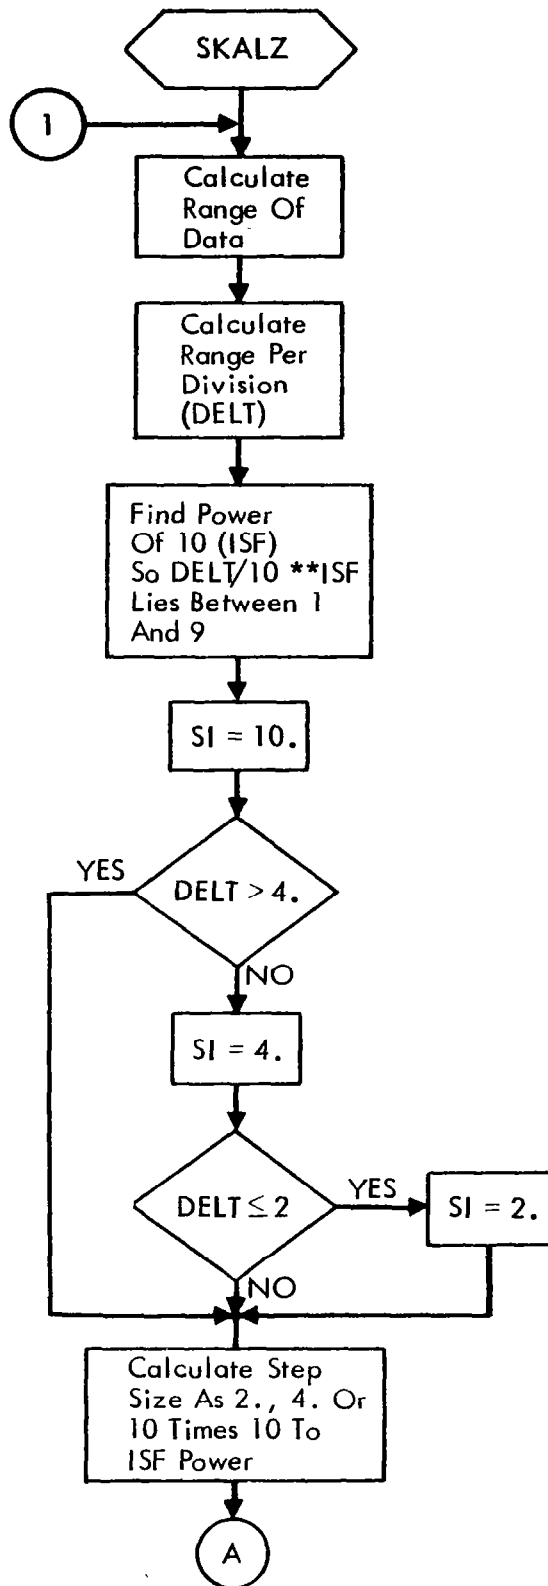 SKALZ
1
Calculate
Range Of
Data
Calculate
Range Per
Division
(DELT)
Find Power
Of 10 (ISF)
So DELT/10 **ISF
Lies Between 1
And 9
SI = 10.
YES
DELT > 4.
NO
SI = 4.
DELT ≤ 2
YES
SI = 2.
NO
Calculate Step
Size As 2., 4. Or
10 Times 10 To
ISF Power
A